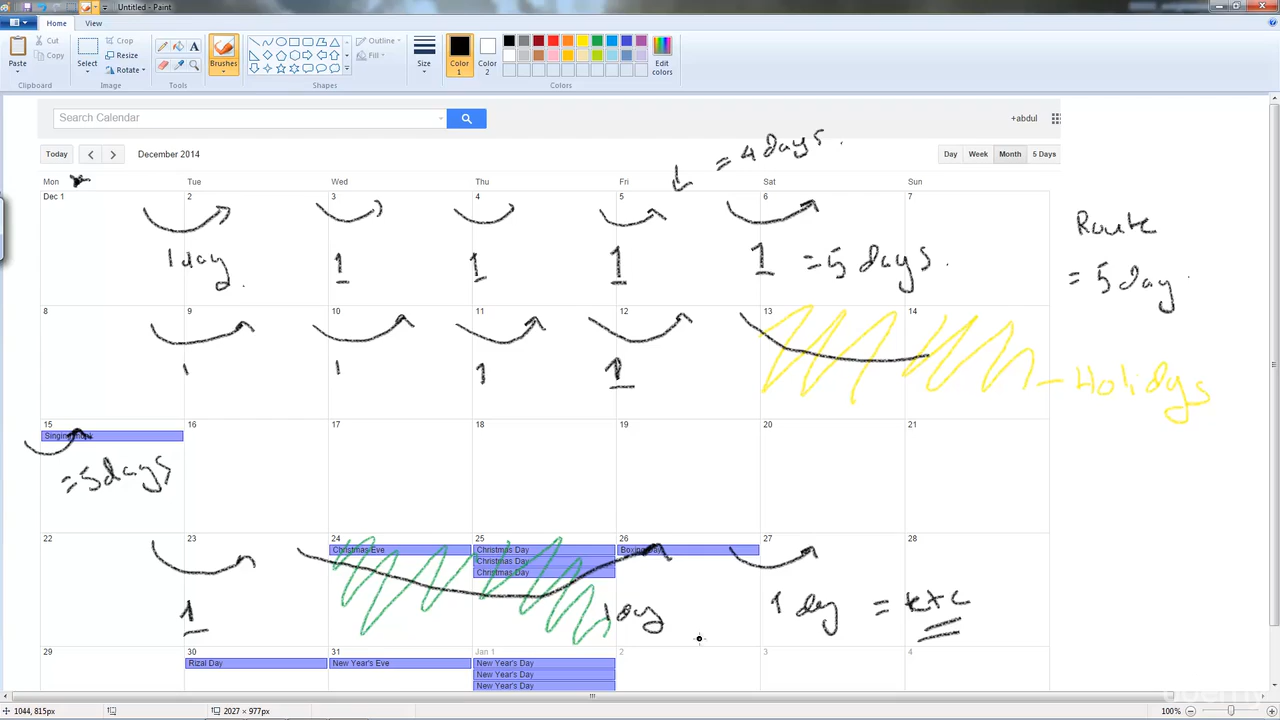 Untitled - Paint
Home View
Paste Cut Copy Select Crop Resize Rotate A Brushes Outline Fill Size Color 1 Color 2 Edit colors
Clipboard Image Tools Shapes Colors
Search Calendar +abdul
Today December 2014 Day Week Month 5 Days
= 4 days.
Mon Tue Wed Thu Fri Sat Sun
Dec 1 2 3 4 5 6 7
Route
1 day. 1 1 1 1 = 5 days.
= 5 day
8 9 10 11 12 13 14
1 1 1 1
Holidys
15 16 17 18 19 20 21
= 5 days
22 23 24 25 26 27 28
Christmas Eve Christmas Day
Christmas Day
Christmas Day
1 1 day 1 day = etc
29 30 31 Jan 1 2 3 4
Rizal Day New Year's Eve New Year's Day
New Year's Day
New Year's Day
1044, 815px 2027 × 977px 100%
udemy